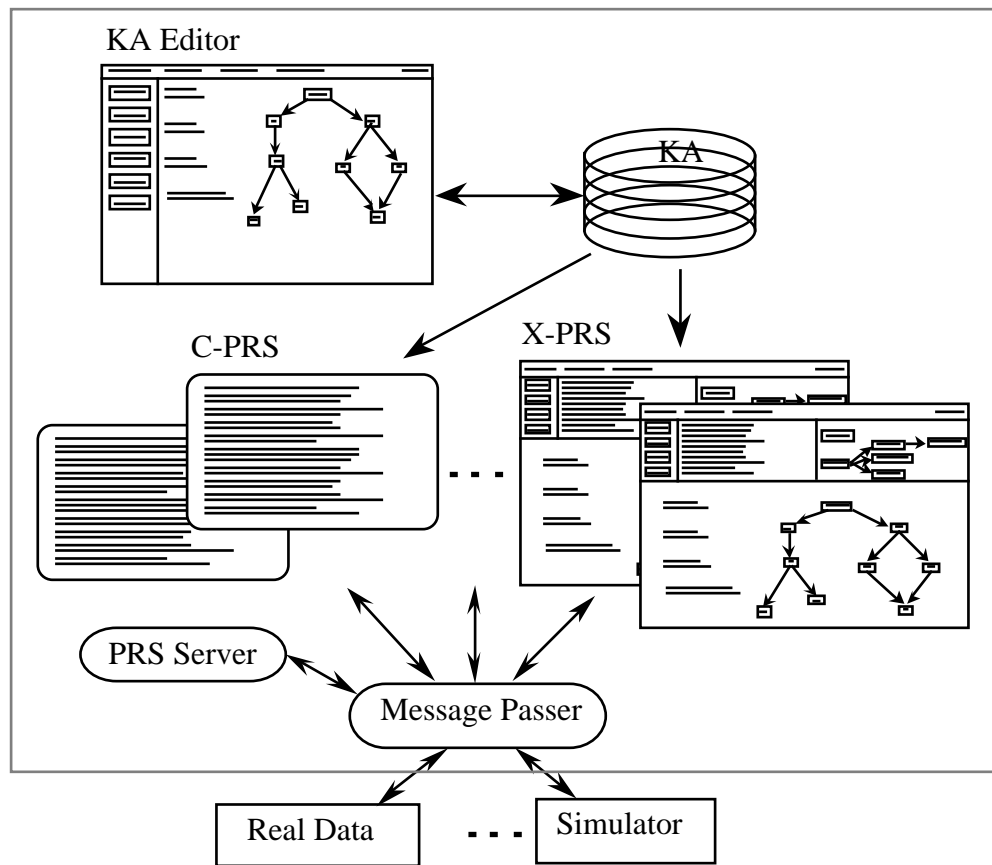 KA Editor
KA
C-PRS
X-PRS
PRS Server
Message Passer
Real Data
Simulator